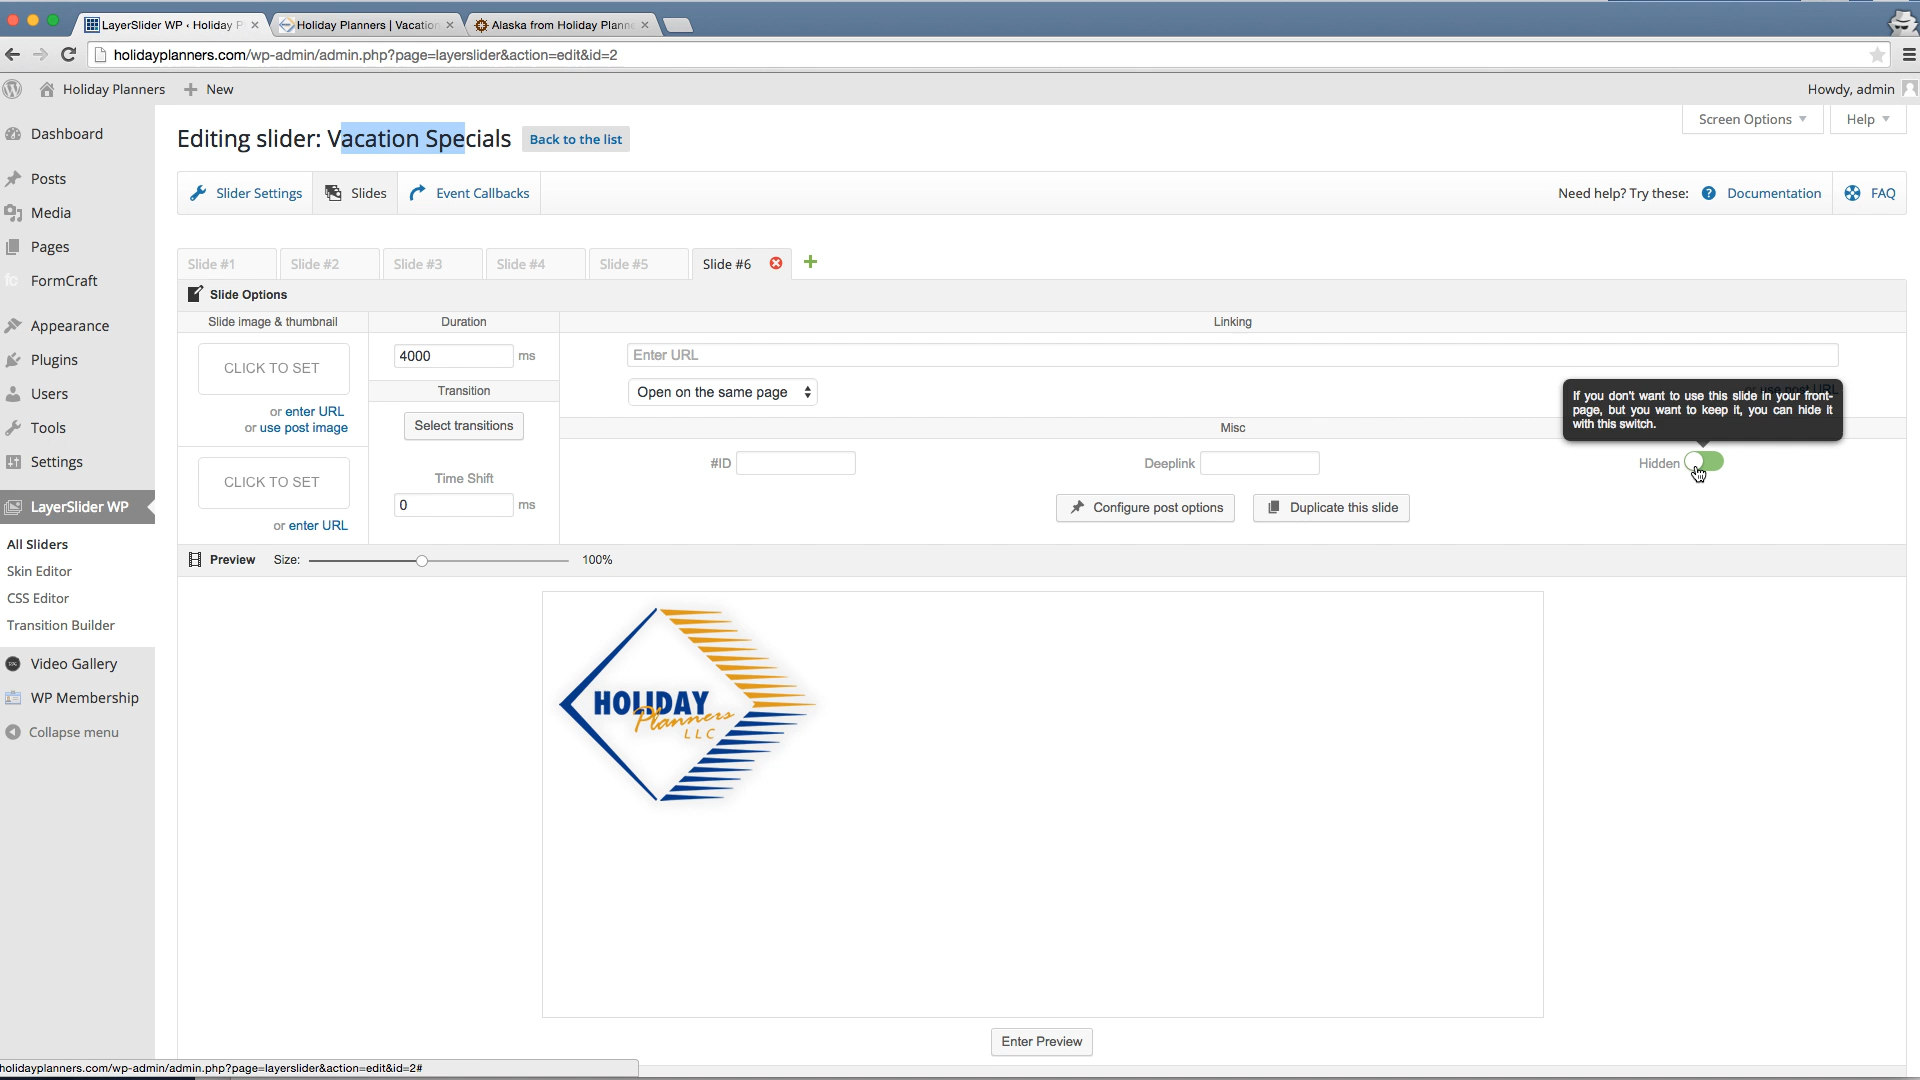 LayerSlider WP ‹ Holiday P
Holiday Planners | Vacation
Alaska from Holiday Plann
holidayplanners.com/wp-admin/admin.php?page=layerslider&action=edit&id=2
Holiday Planners
New
Howdy, admin
Dashboard
Posts
Media
Pages
FormCraft
Appearance
Plugins
Users
Tools
Settings
LayerSlider WP
All Sliders
Skin Editor
CSS Editor
Transition Builder
Video Gallery
WP Membership
Collapse menu
Screen Options
Help
Editing slider: Vacation Specials
Back to the list
Slider Settings
Slides
Event Callbacks
Need help? Try these:
Documentation
FAQ
Slide #1
Slide #2
Slide #3
Slide #4
Slide #5
Slide #6
Slide Options
Slide image & thumbnail
Duration
Linking
CLICK TO SET
or enter URL
or use post image
CLICK TO SET
or enter URL
4000 ms
Transition
Select transitions
Time Shift
0 ms
Enter URL
Open on the same page
or use post URL
If you don't want to use this slide in your front-
page, but you want to keep it, you can hide it
with this switch.
Misc
#ID
Deeplink
Hidden
Configure post options
Duplicate this slide
Preview
Size:
100%
HOLIDAY
Planners
LLC
Enter Preview
holidayplanners.com/wp-admin/admin.php?page=layerslider&action=edit&id=2#